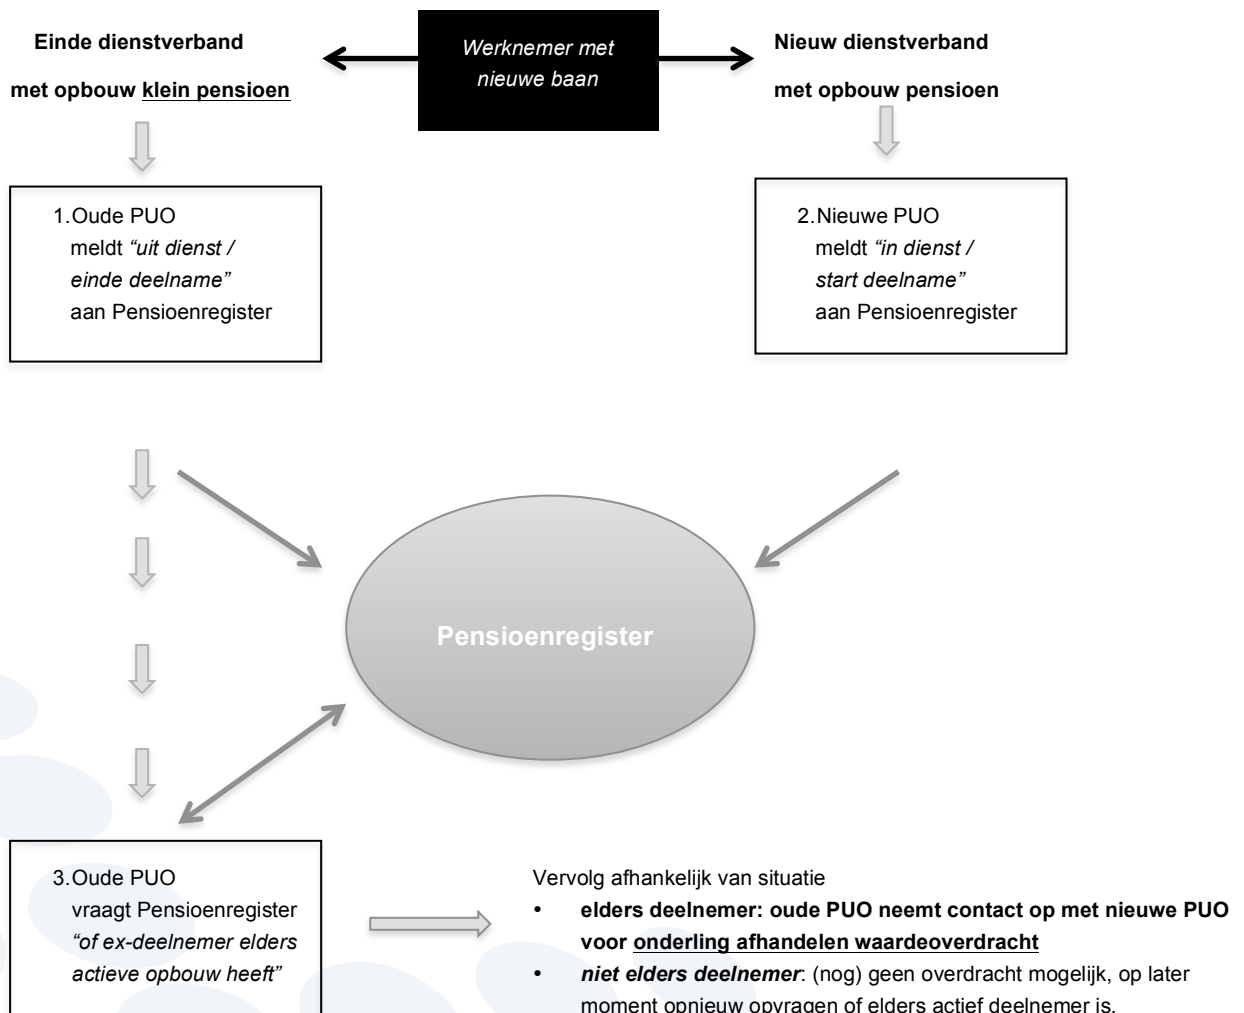 Einde dienstverband
met opbouw klein pensioen
Werknemer met
nieuwe baan
Nieuw dienstverband
met opbouw pensioen
1.Oude PUO
meldt “uit dienst /
einde deelname”
aan Pensioenregister
2.Nieuwe PUO
meldt “in dienst /
start deelname”
aan Pensioenregister
Pensioenregister
3.Oude PUO
vraagt Pensioenregister
“of ex-deelnemer elders
actieve opbouw heeft”
Vervolg afhankelijk van situatie
• elders deelnemer: oude PUO neemt contact op met nieuwe PUO
voor onderling afhandelen waardeoverdracht
• niet elders deelnemer: (nog) geen overdracht mogelijk, op later
moment opnieuw opvragen of elders actief deelnemer is.